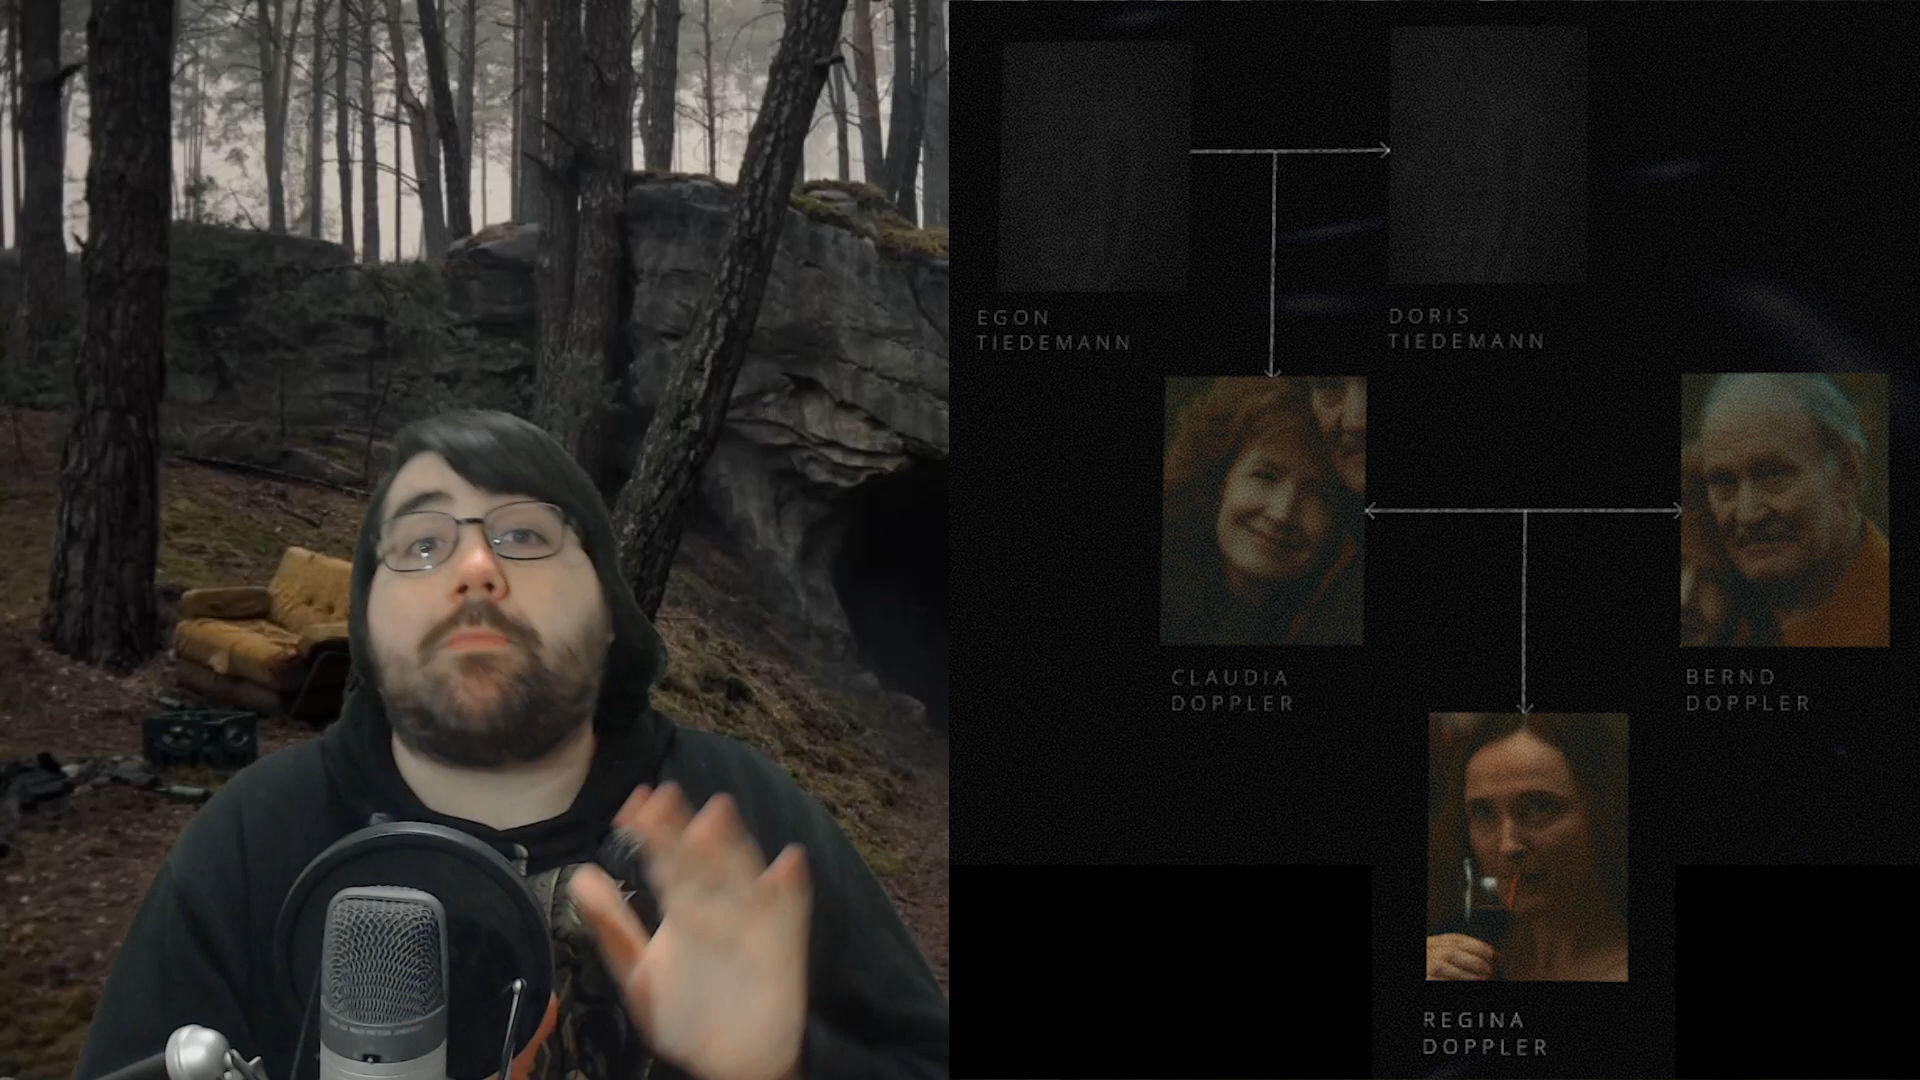 EGON
TIEDEMANN
DORIS
TIEDEMANN
CLAUDIA
DOPPLER
BERND
DOPPLER
REGINA
DOPPLER